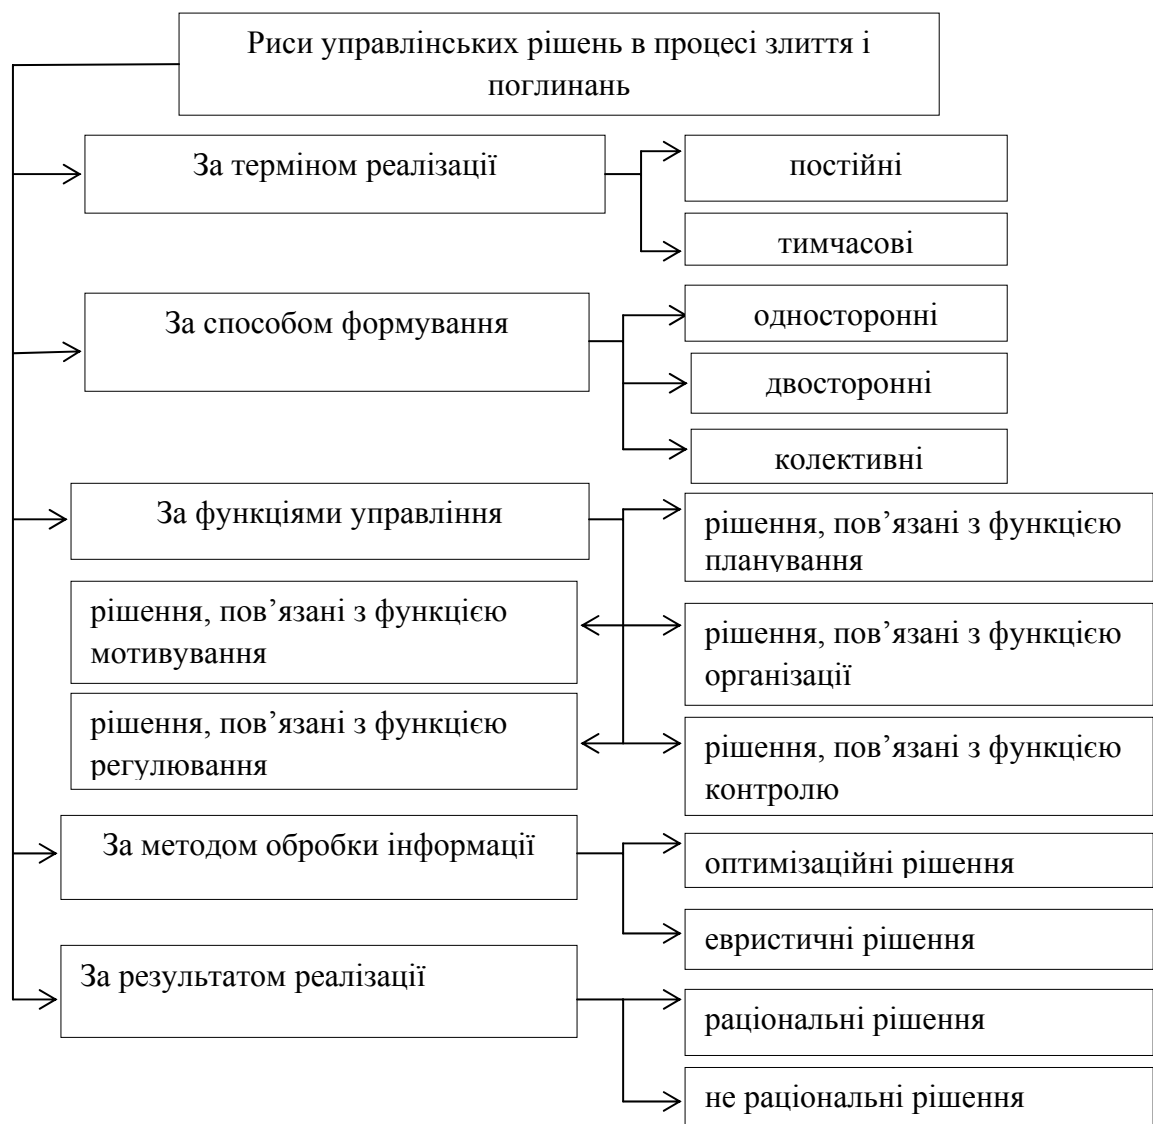 Риси управлінських рішень в процесі злиття і
поглинань
За терміном реалізації
постійні
тимчасові
За способом формування
односторонні
двосторонні
колективні
За функціями управління
рішення, пов’язані з функцією
планування
рішення, пов’язані з функцією
мотивування
рішення, пов’язані з функцією
організації
рішення, пов’язані з функцією
регулювання
рішення, пов’язані з функцією
контролю
За методом обробки інформації
оптимізаційні рішення
евристичні рішення
За результатом реалізації
раціональні рішення
не раціональні рішення